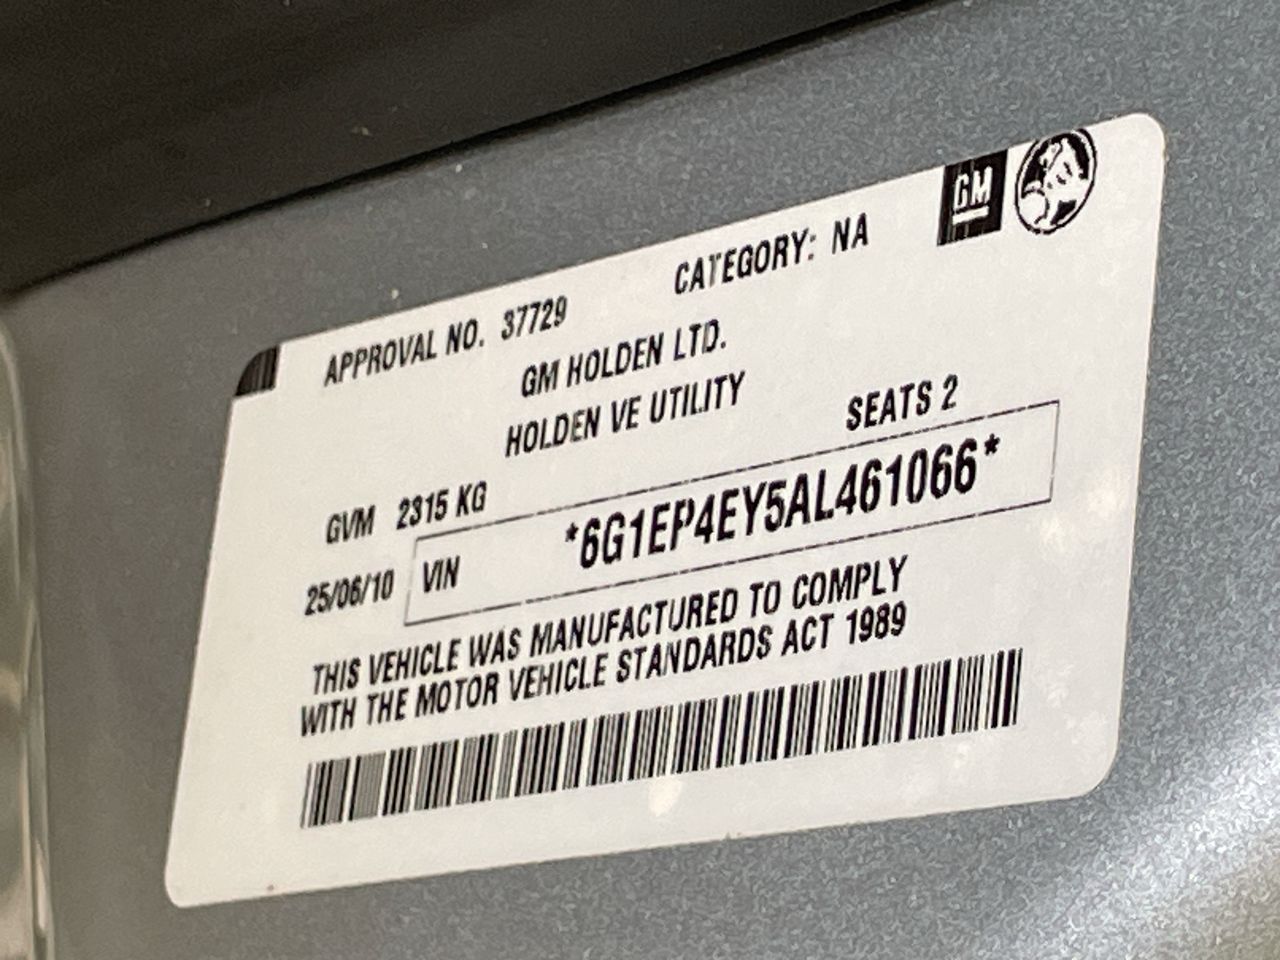 GM
APPROVAL NO. 37729 CATEGORY: NA
GM HOLDEN LTD.
HOLDEN VE UTILITY
SEATS 2
GVM 2315 KG
25/06/10 VIN *6G1EP4EY5AL461066*
THIS VEHICLE WAS MANUFACTURED TO COMPLY
WITH THE MOTOR VEHICLE STANDARDS ACT 1989